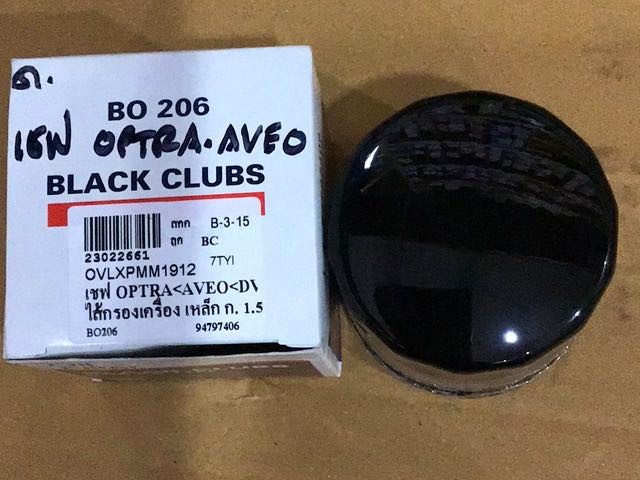 ด.
BO 206
เชฟ OPTRA.AVEO
BLACK CLUBS
สกด B-3-15
ลูก BC
23022661
7TYI
OVLXPMM1912
เชฟ OPTRA<AVEO<DV
ไส้กรองเครื่อง เหล็ก ก. 1.5
BO206 94797406